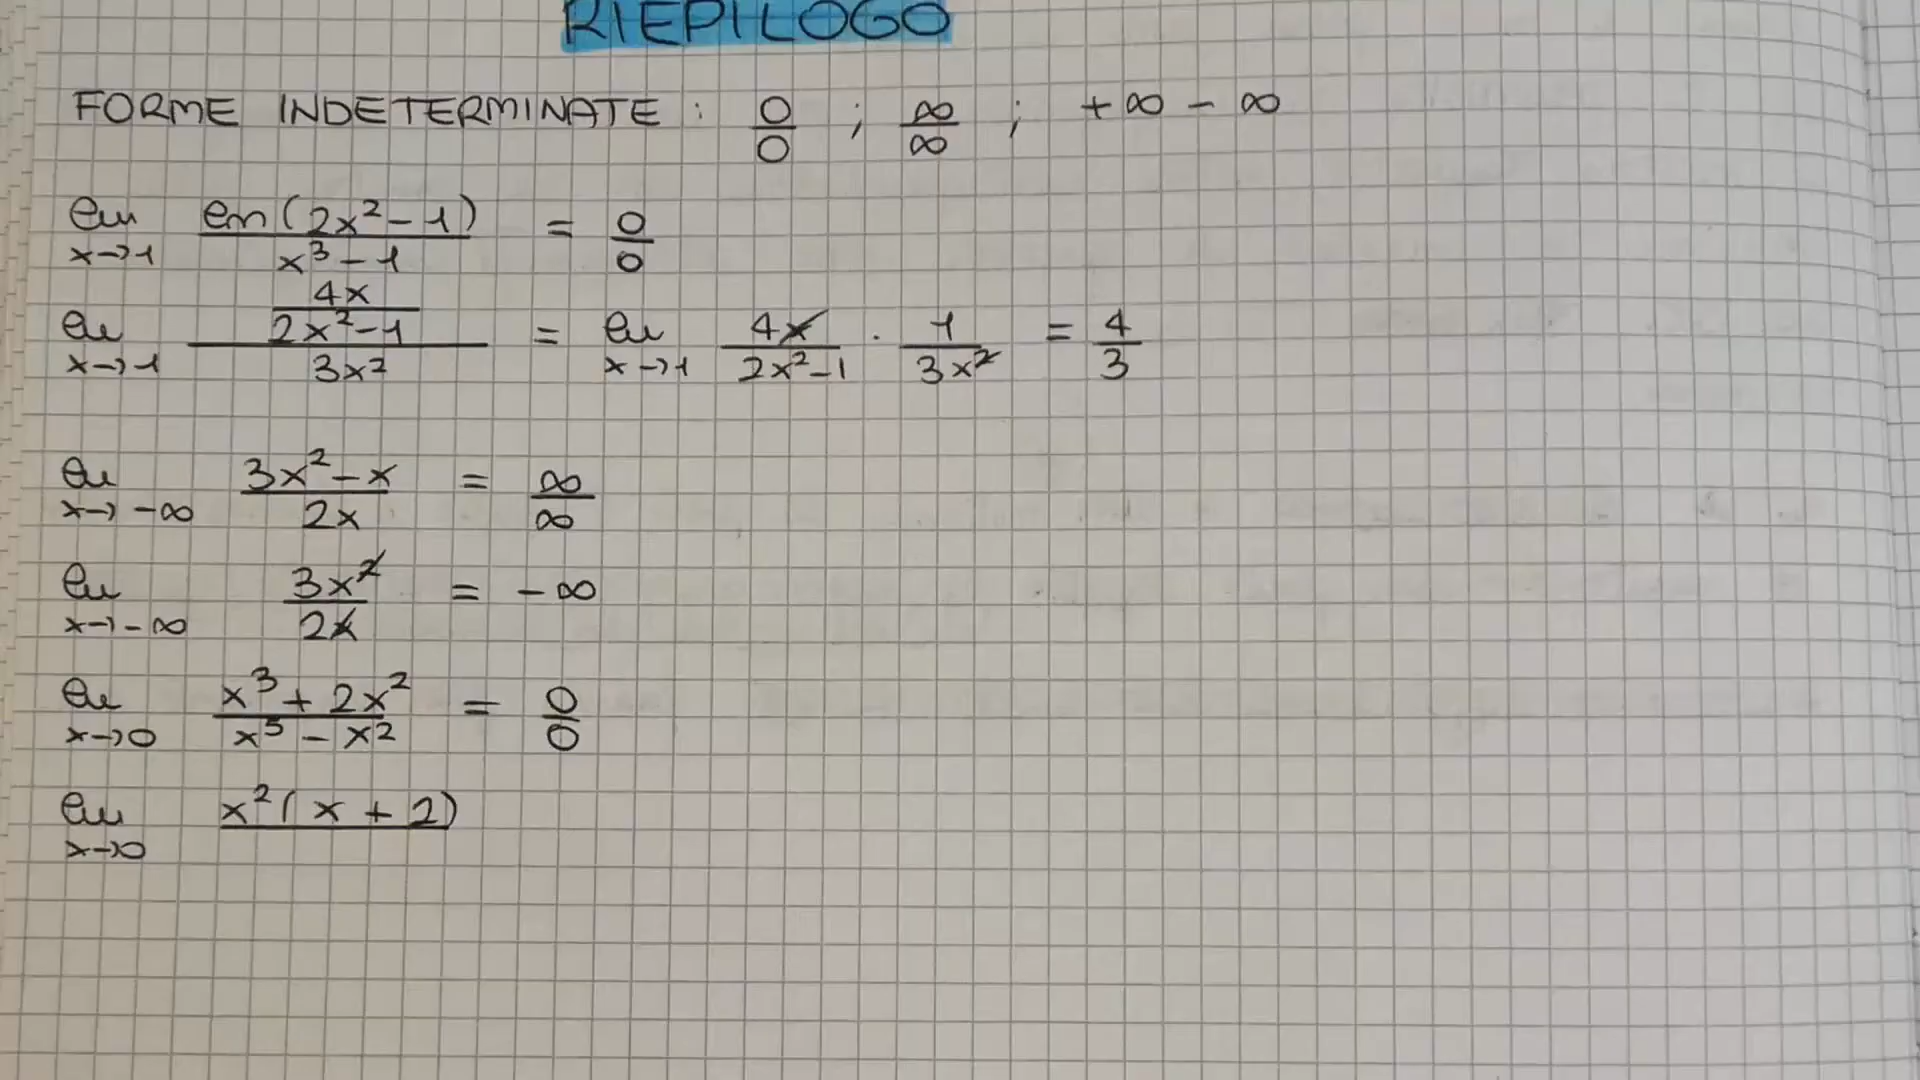 RIEPILOGO
FORME INDETERMINATE : 0/0 ; ∞/∞ ; +∞ - ∞
lim x→1 ln(2x²-1) / x³-1 = 0/0
lim x→1 4x/2x²-1 / 3x² = lim x→1 4x/2x²-1 · 1/3x² = 4/3
lim x→-∞ 3x²-x / 2x = ∞/∞
lim x→-∞ 3x²/2x = -∞
lim x→0 x³+2x² / x⁵-x² = 0/0
lim x→0 x²(x+2)